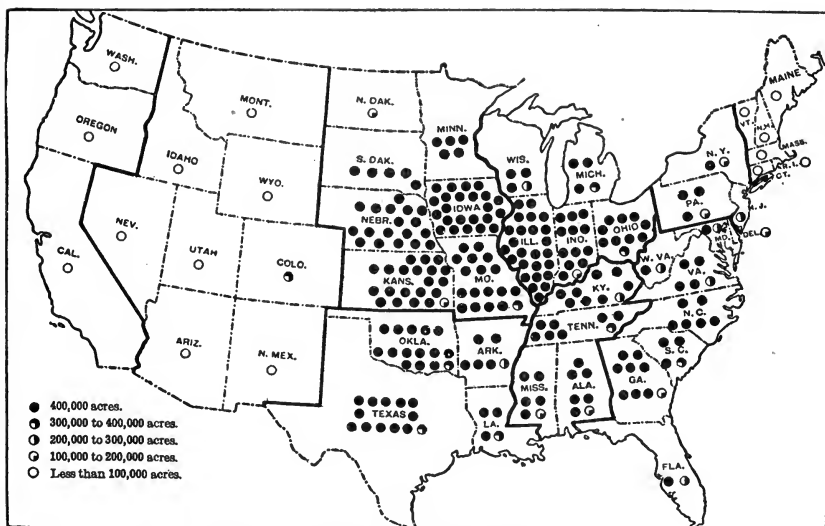 WASH.
MAINE
MONT.
N. DAK.
OREGON
MINN.
VT.
N.H.
IDAHO
S. DAK.
WIS.
MICH.
N. Y.
MASS.
R. I.
CT.
WYO.
IOWA
PA.
N. J.
NEV.
NEBR.
ILL.
IND.
OHIO
MD.
DEL.
UTAH
COLO.
W. VA.
CAL.
KANS.
MO.
KY.
VA.
N. C.
ARIZ.
N. MEX.
OKLA.
ARK.
TENN.
S. C.
MISS.
ALA.
GA.
TEXAS
LA.
FLA.
400,000 acres.
300,000 to 400,000 acres.
200,000 to 300,000 acres.
100,000 to 200,000 acres.
Less than 100,000 acres.